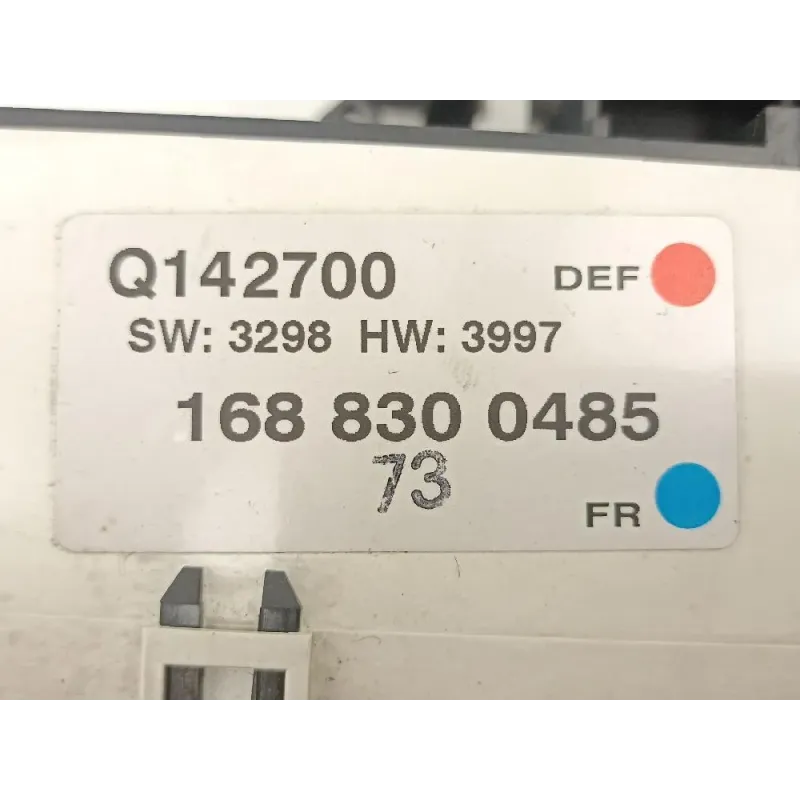 Q142700 DEF
SW: 3298 HW: 3997
168 830 0485
73
FR